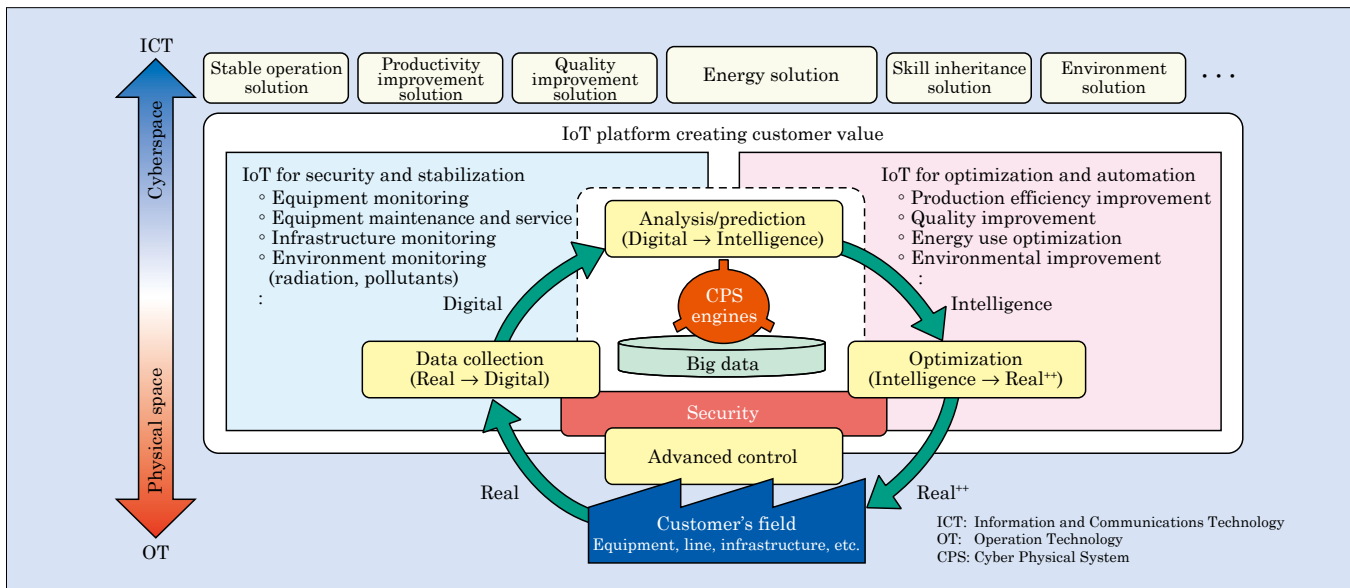 ICT
Cyberspace
Physical space
OT
Stable operation
solution
Productivity
improvement
solution
Quality
improvement
solution
Energy solution
Skill inheritance
solution
Environment
solution
...
IoT platform creating customer value
IoT for security and stabilization
◦ Equipment monitoring
◦ Equipment maintenance and service
◦ Infrastructure monitoring
◦ Environment monitoring
(radiation, pollutants)
:
IoT for optimization and automation
◦ Production efficiency improvement
◦ Quality improvement
◦ Energy use optimization
◦ Environmental improvement
:
Analysis/prediction
(Digital → Intelligence)
Digital
CPS
engines
Intelligence
Data collection
(Real → Digital)
Big data
Optimization
(Intelligence → Real⁺⁺)
Security
Advanced control
Real
Real⁺⁺
Customer's field
Equipment, line, infrastructure, etc.
ICT: Information and Communications Technology
OT: Operation Technology
CPS: Cyber Physical System